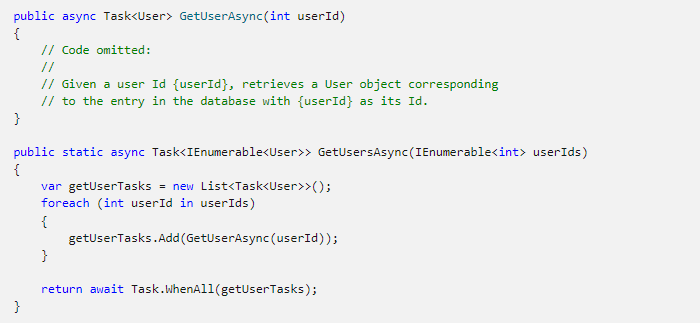 public async Task<User> GetUserAsync(int userId)
{
    // Code omitted:
    //
    // Given a user Id {userId}, retrieves a User object corresponding
    // to the entry in the database with {userId} as its Id.
}

public static async Task<IEnumerable<User>> GetUsersAsync(IEnumerable<int> userIds)
{
    var getUserTasks = new List<Task<User>>();
    foreach (int userId in userIds)
    {
        getUserTasks.Add(GetUserAsync(userId));
    }

    return await Task.WhenAll(getUserTasks);
}